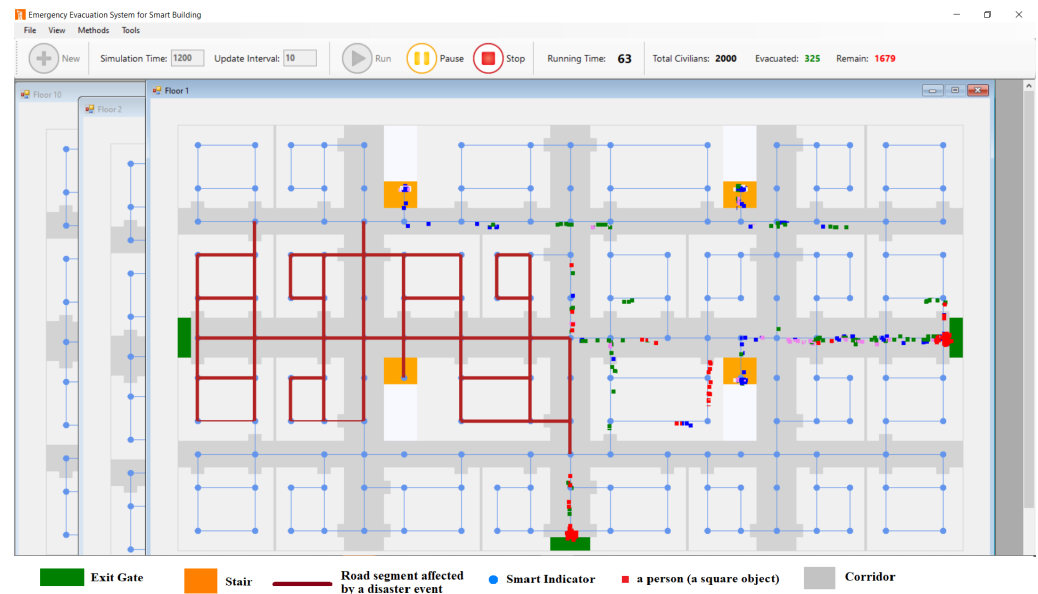 Emergency Evacuation System for Smart Building
File View Methods Tools
New Simulation Time: 1200 Update Interval: 10 Run Pause Stop Running Time: 63 Total Civilians: 2000 Evacuated: 325 Remain: 1679
Floor 10
Floor 2
Floor 1
Exit Gate
Stair
Road segment affected
by a disaster event
Smart Indicator
a person (a square object)
Corridor